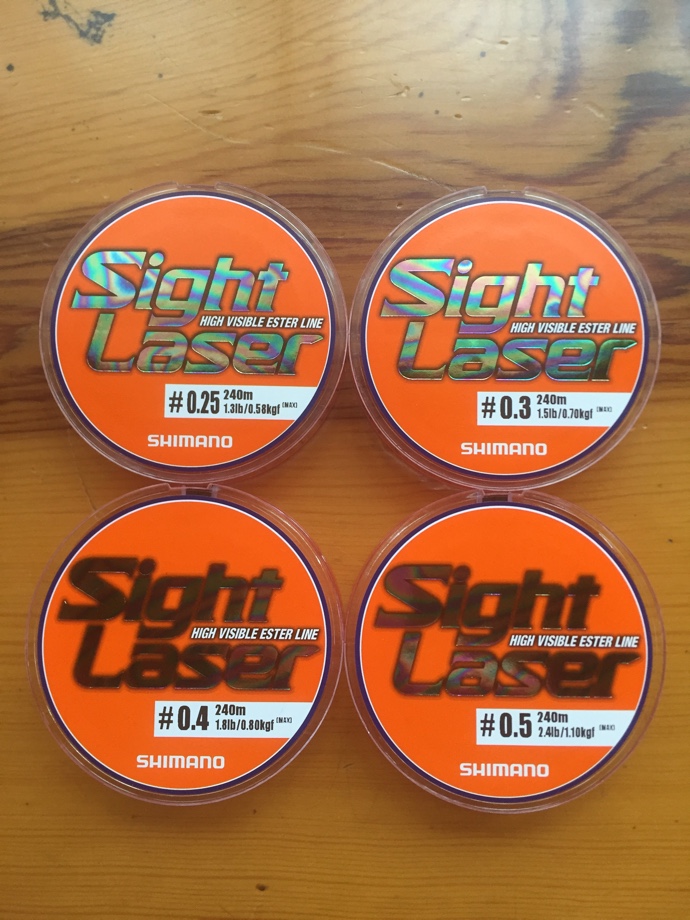 Sight
HIGH VISIBLE ESTER LINE
Laser
#0.25 240m
1.3lb/0.58kgf (MAX)
SHIMANO
Sight
HIGH VISIBLE ESTER LINE
Laser
#0.3 240m
1.5lb/0.70kgf (MAX)
SHIMANO
Sight
HIGH VISIBLE ESTER LINE
Laser
#0.4 240m
1.8lb/0.80kgf (MAX)
SHIMANO
Sight
HIGH VISIBLE ESTER LINE
Laser
#0.5 240m
2.4lb/1.10kgf (MAX)
SHIMANO